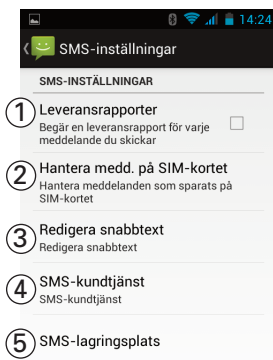 14:24
SMS-inställningar
SMS-INSTÄLLNINGAR
1
Leveransrapporter
Begär en leveransrapport för varje
meddelande du skickar
2
Hantera medd. på SIM-kortet
Hantera meddelanden som sparats på
SIM-kortet
3
Redigera snabbtext
Redigera snabbtext
4
SMS-kundtjänst
SMS-kundtjänst
5
SMS-lagringsplats